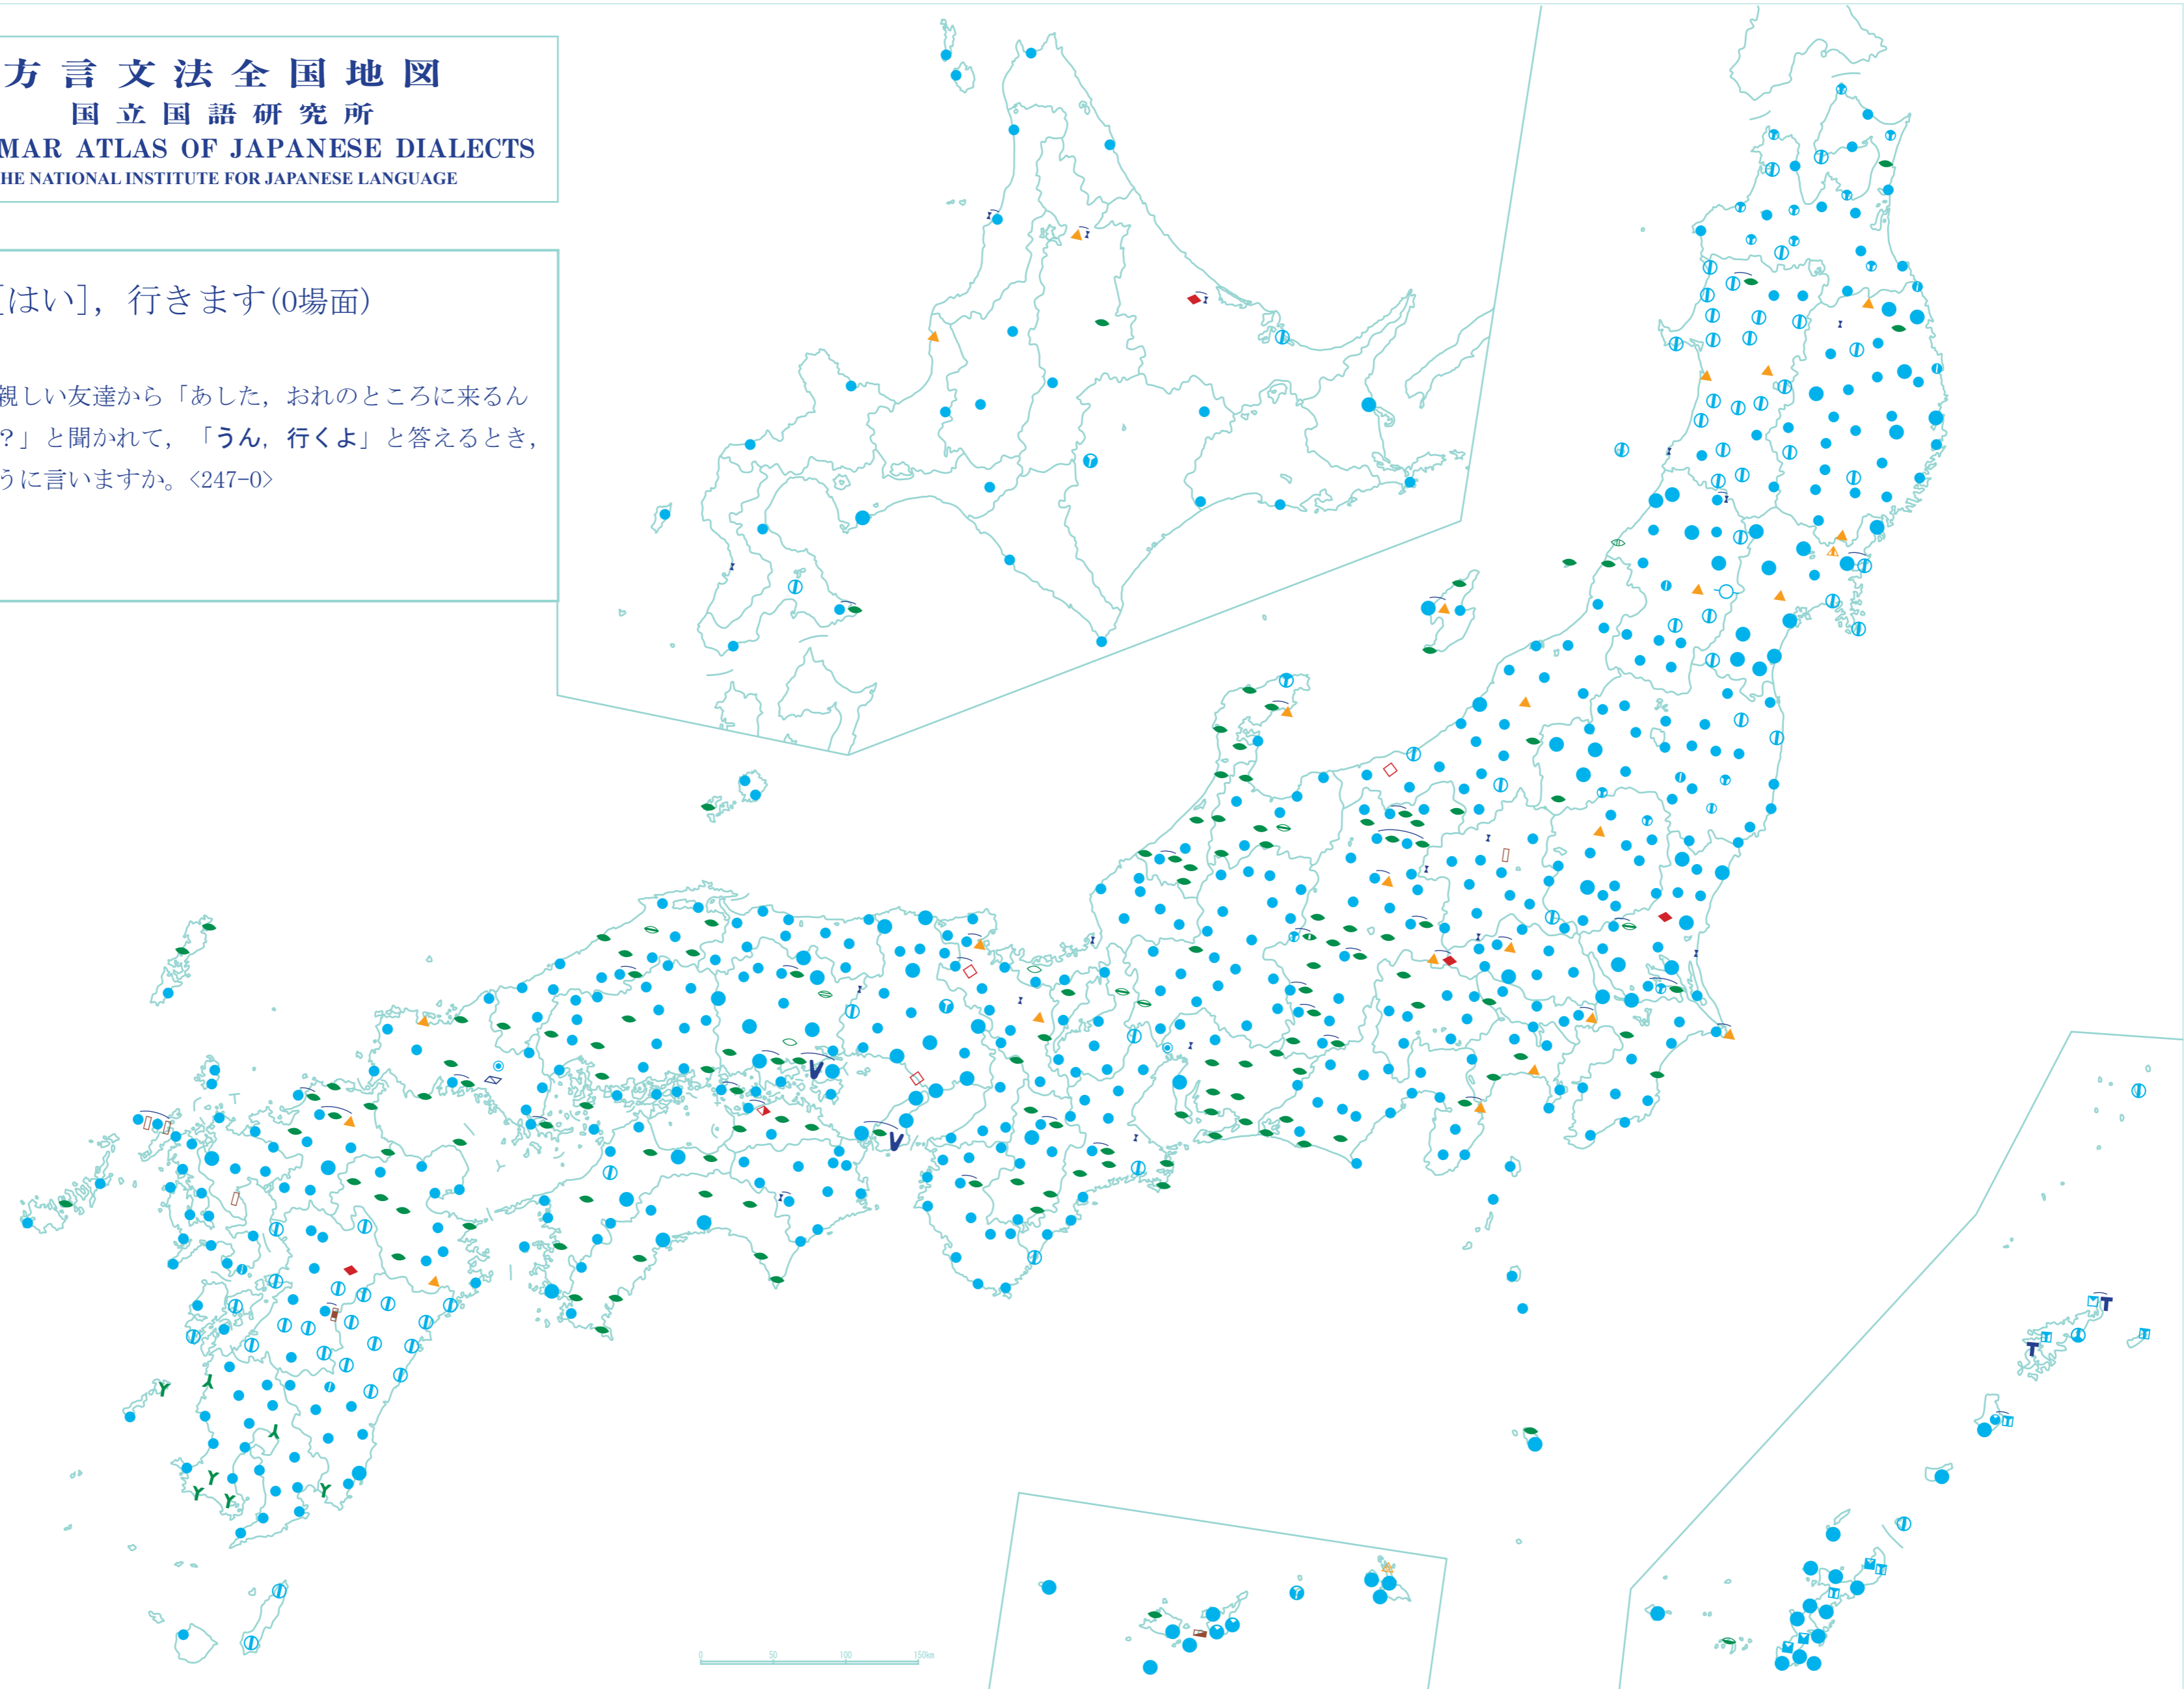 方言文法全国地図
国立国語研究所
MAR ATLAS OF JAPANESE DIALECTS
HE NATIONAL INSTITUTE FOR JAPANESE LANGUAGE
[はい]，行きます(0場面)
親しい友達から「あした，おれのところに来るん
?」と聞かれて，「うん，行くよ」と答えるとき，
うに言いますか。<247-0>
0 50 100 150km